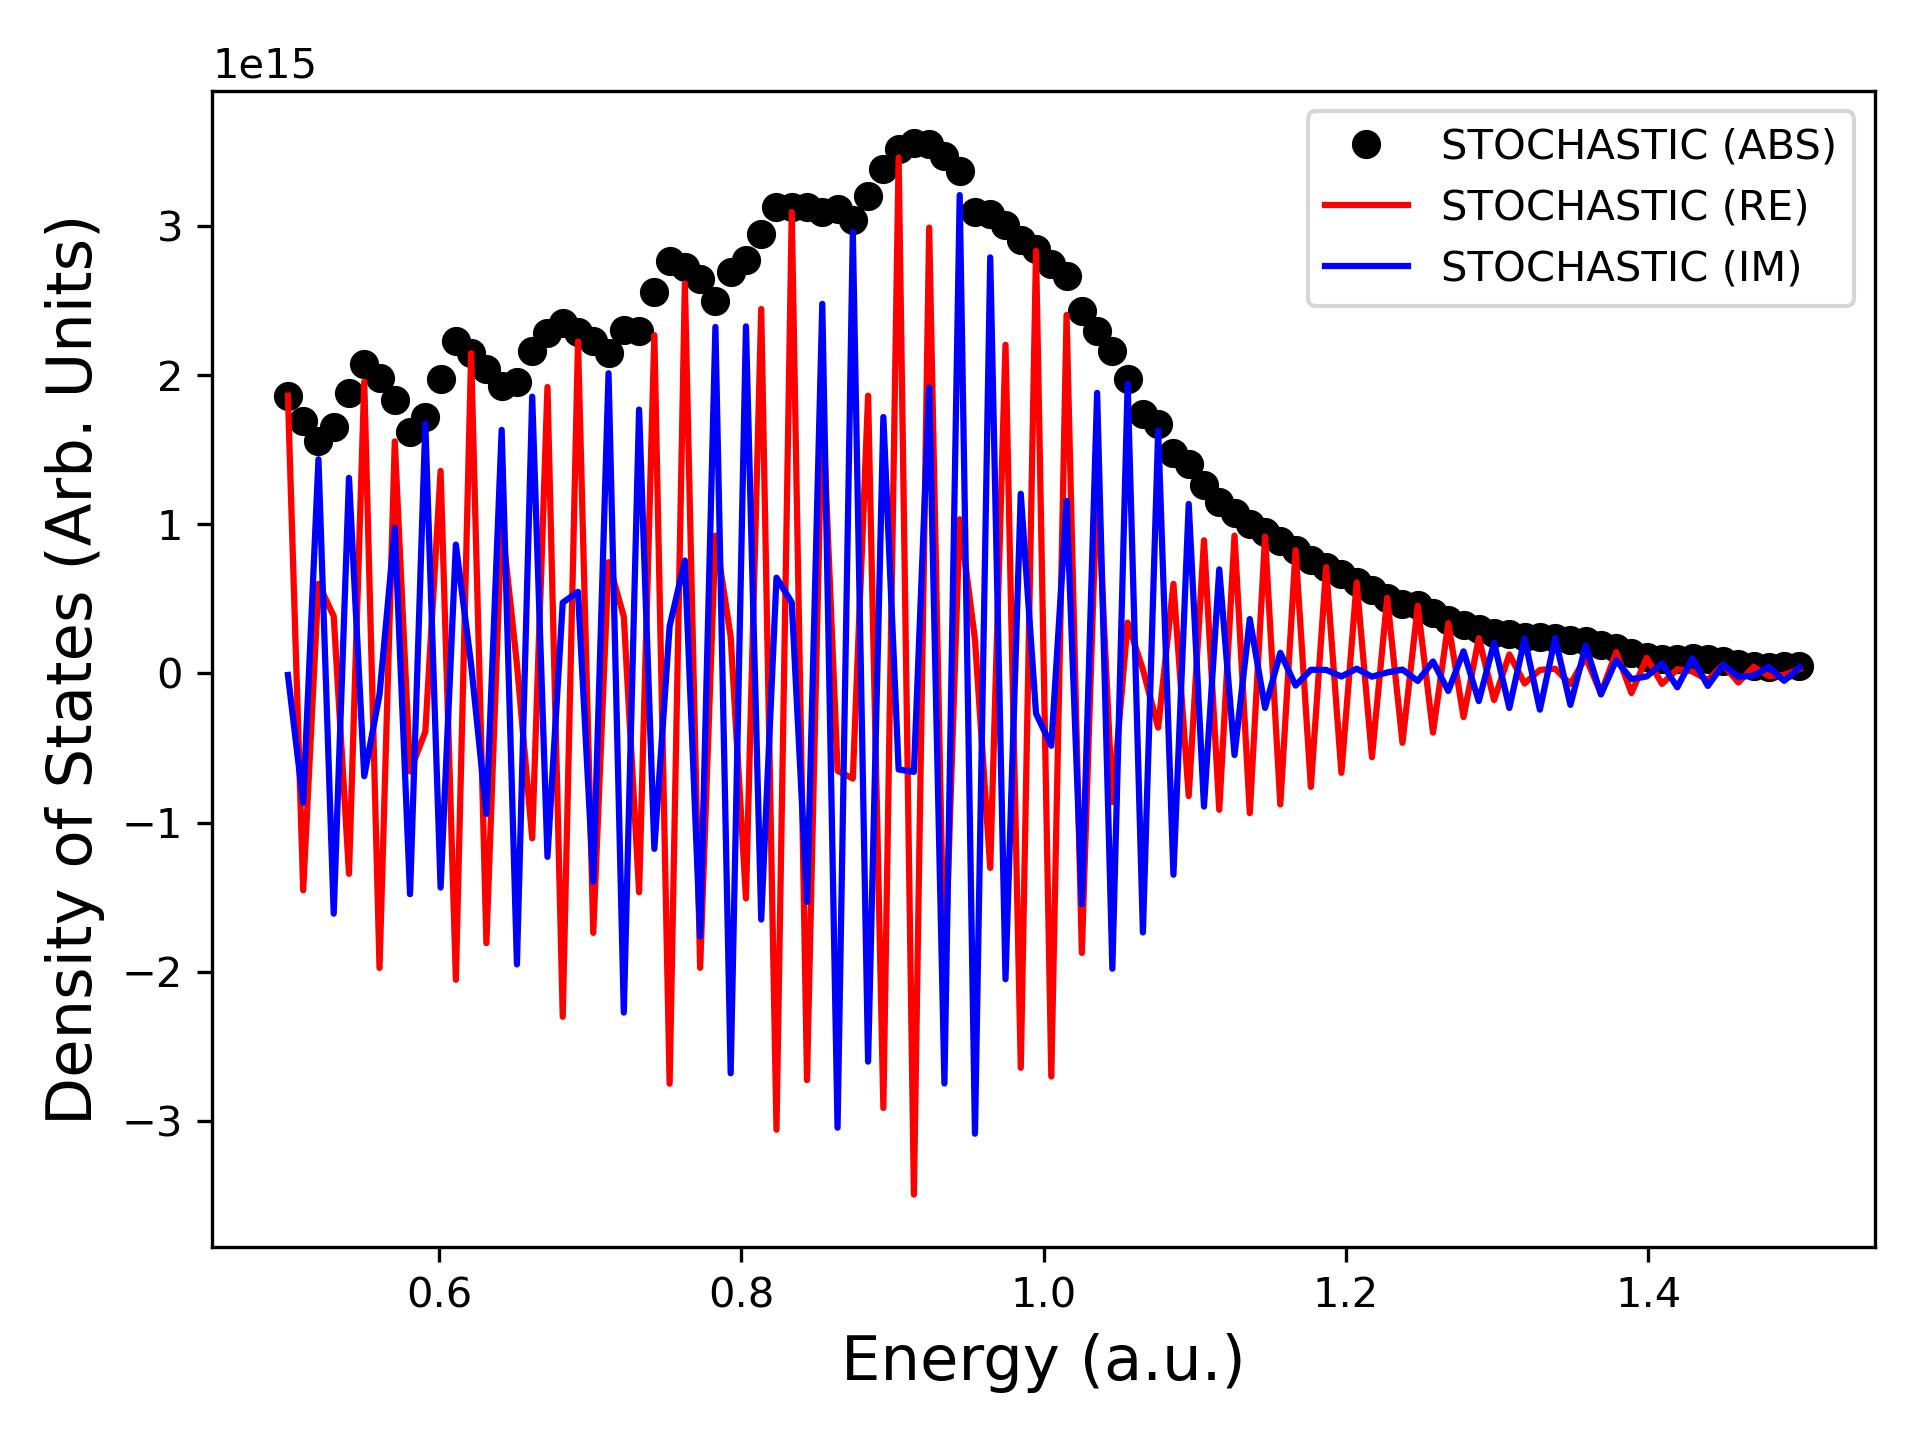 1e15
STOCHASTIC (ABS)
STOCHASTIC (RE)
STOCHASTIC (IM)
Density of States (Arb. Units)
3
2
1
0
−1
−2
−3
0.6 0.8 1.0 1.2 1.4
Energy (a.u.)